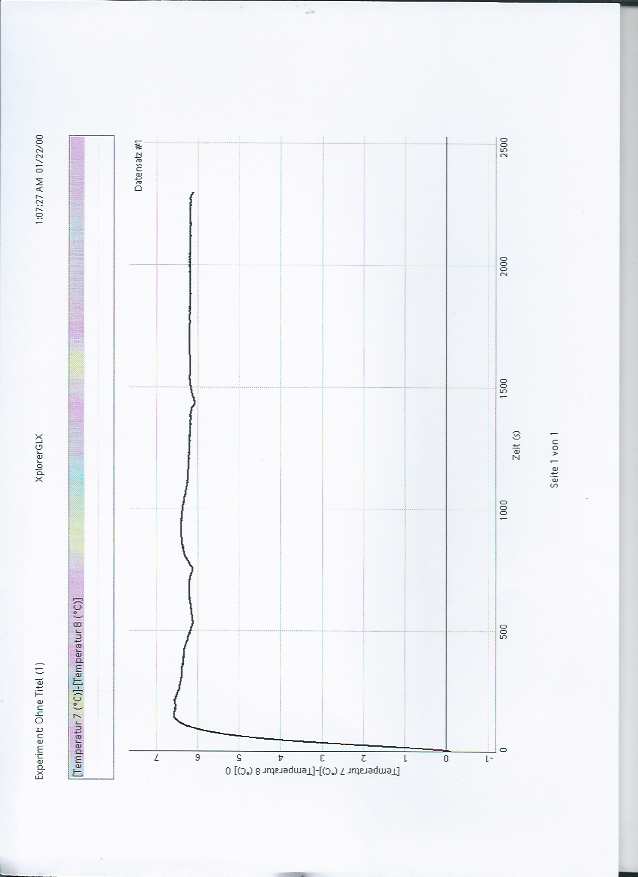 Experiment: Ohne Titel (1) XplorerGLX 1:07:27 AM 01/22/00
[Temperatur 7 (°C)]-[Temperatur 8 (°C)]
Datensatz #1
7
6
5
4
3
2
1
0
-1
[Temperatur 7 (°C)]-[Temperatur 8 (°C)] 0
0 500 1000 1500 2000 2500
Zeit (s)
Seite 1 von 1